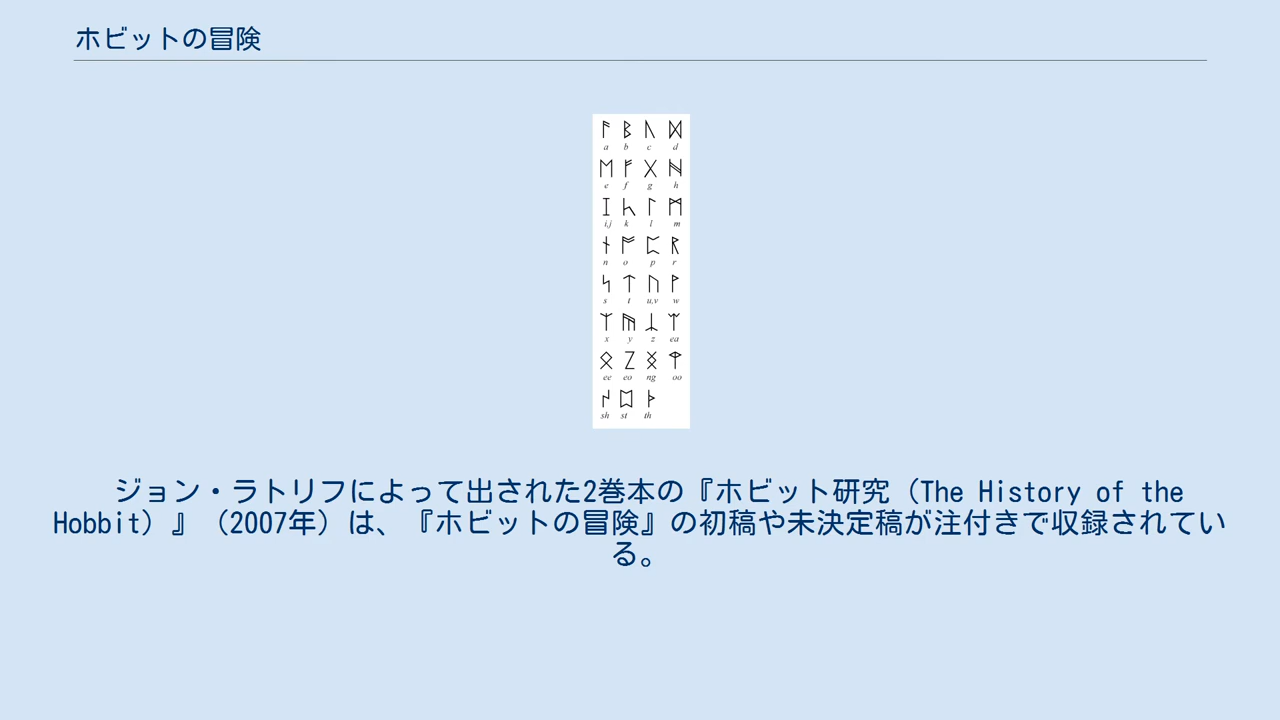 ホビットの冒険
ᚫ ᛒ ᚳ ᛞ
a b c d
ᛖ ᚠ ᚷ ᚻ
e f g h
ᛁ ᚴ ᛚ ᛗ
i,j k l m
ᚾ ᚩ ᛈ ᚱ
n o p r
ᛋ ᛏ ᚢ ᚹ
s t u,v w
ᛉ ᚣ ᛣ ᛠ
x y z ea
ᛟ ᛇ ᛝ ᛳ
ee eo ng oo
ᛲ ᛥ ᚦ
sh st th
ジョン・ラトリフによって出された2巻本の『ホビット研究（The History of the
Hobbit）』（2007年）は、『ホビットの冒険』の初稿や未決定稿が注付きで収録されてい
る。